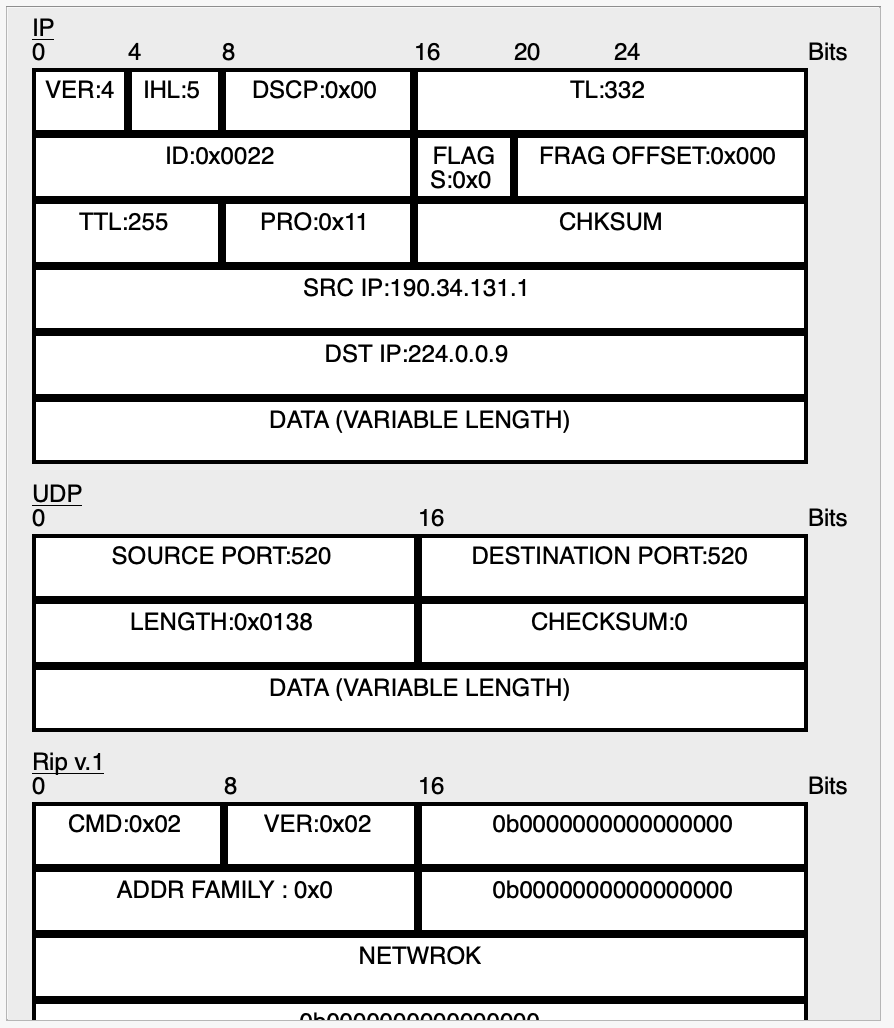 IP
0 4 8 16 20 24 Bits
VER:4 IHL:5 DSCP:0x00 TL:332
ID:0x0022 FLAG
S:0x0 FRAG OFFSET:0x000
TTL:255 PRO:0x11 CHKSUM
SRC IP:190.34.131.1
DST IP:224.0.0.9
DATA (VARIABLE LENGTH)
UDP
0 16 Bits
SOURCE PORT:520 DESTINATION PORT:520
LENGTH:0x0138 CHECKSUM:0
DATA (VARIABLE LENGTH)
Rip v.1
0 8 16 Bits
CMD:0x02 VER:0x02 0b0000000000000000
ADDR FAMILY : 0x0 0b0000000000000000
NETWROK
0b0000000000000000